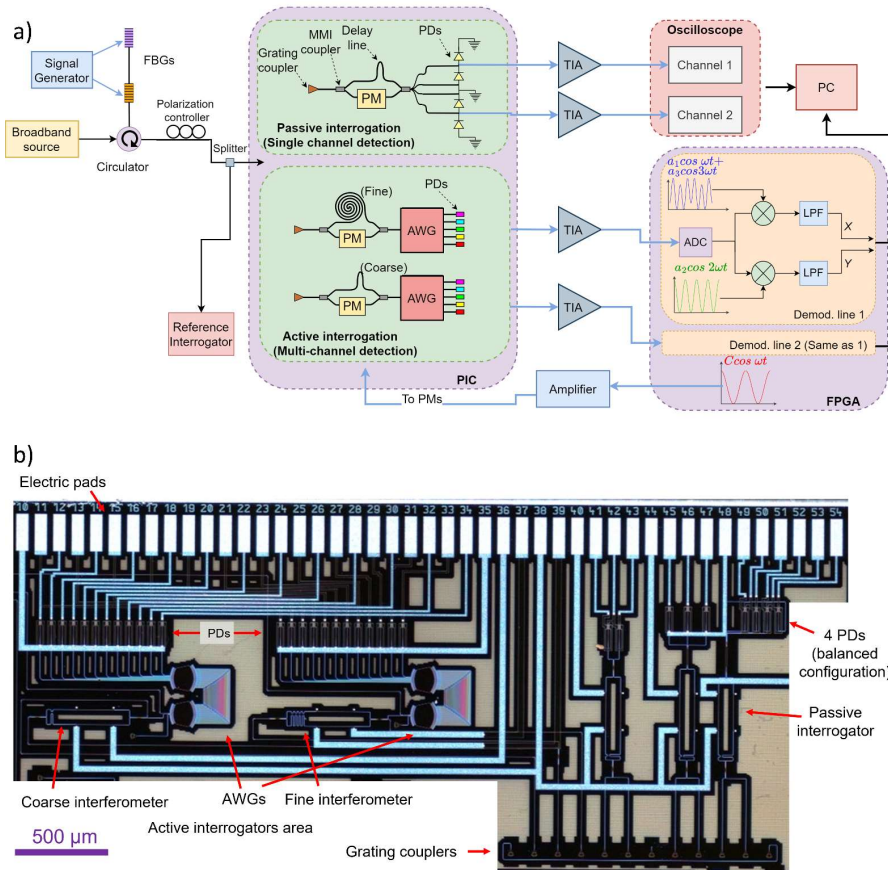 a)
Signal
Generator
FBGs
Broadband
source
Circulator
Polarization
controller
Splitter
Reference
Interrogator
Grating
coupler
MMI
coupler
Delay
line
PDs
PM
Passive interrogation
(Single channel detection)
(Fine)
PDs
PM
AWG
(Coarse)
PM
AWG
Active interrogation
(Multi-channel detection)
PIC
TIA
TIA
TIA
TIA
Oscilloscope
Channel 1
Channel 2
PC
a₁cos ωt+
a₃cos3ωt
a₂cos 2ωt
ADC
LPF
LPF
X
Y
Demod. line 1
Demod. line 2 (Same as 1)
Ccos ωt
FPGA
Amplifier
To PMs
b)
Electric pads
10 11 12 13 14 15 16 17 18 19 20 21 22 23 24 25 26 27 28 29 30 31 32 33 34 35 36 37 38 39 40 41 42 43 44 45 46 47 48 49 50 51 52 53 54
PDs
4 PDs
(balanced
configuration)
Passive
interrogator
Coarse interferometer
AWGs
Fine interferometer
Active interrogators area
500 µm
Grating couplers